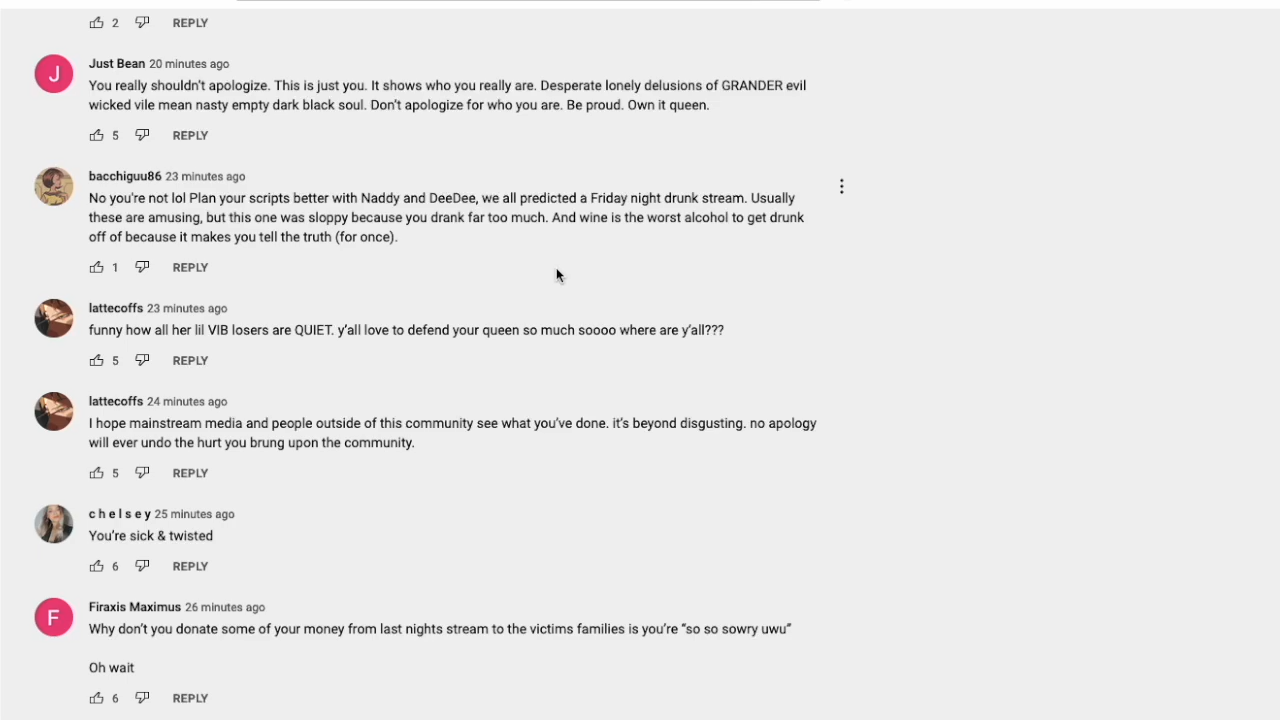 2 REPLY
J
Just Bean 20 minutes ago
You really shouldn't apologize. This is just you. It shows who you really are. Desperate lonely delusions of GRANDER evil
wicked vile mean nasty empty dark black soul. Don't apologize for who you are. Be proud. Own it queen.
5 REPLY
bacchiguu86 23 minutes ago
No you're not lol Plan your scripts better with Naddy and DeeDee, we all predicted a Friday night drunk stream. Usually
these are amusing, but this one was sloppy because you drank far too much. And wine is the worst alcohol to get drunk
off of because it makes you tell the truth (for once).
1 REPLY
lattecoffs 23 minutes ago
funny how all her lil VIB losers are QUIET. y'all love to defend your queen so much soooo where are y'all???
5 REPLY
lattecoffs 24 minutes ago
I hope mainstream media and people outside of this community see what you've done. it's beyond disgusting. no apology
will ever undo the hurt you brung upon the community.
5 REPLY
c h e l s e y 25 minutes ago
You're sick & twisted
6 REPLY
F
Firaxis Maximus 26 minutes ago
Why don't you donate some of your money from last nights stream to the victims families is you're "so so sowry uwu"
Oh wait
6 REPLY